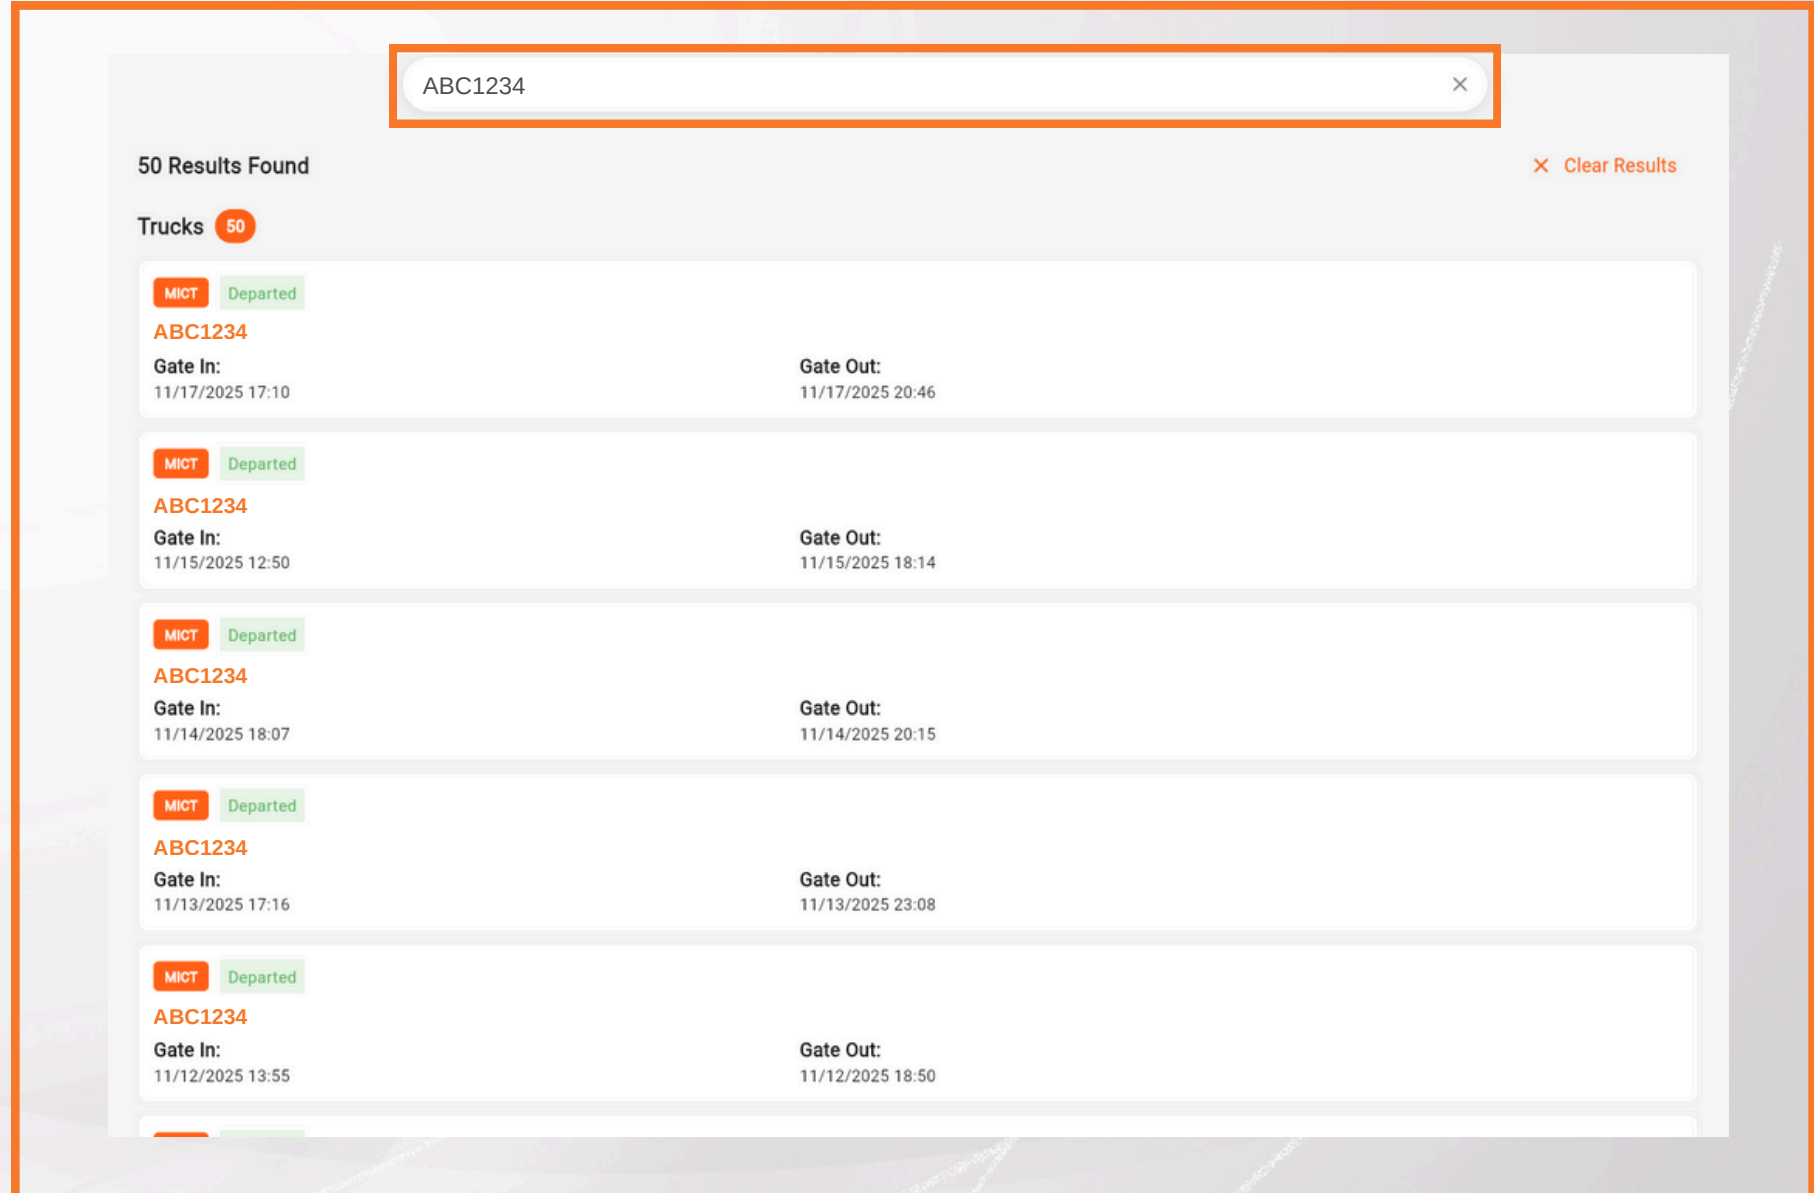 ABC1234
50 Results Found
Clear Results
Trucks 50
MICT Departed
ABC1234
Gate In: Gate Out:
11/17/2025 17:10 11/17/2025 20:46
MICT Departed
ABC1234
Gate In: Gate Out:
11/15/2025 12:50 11/15/2025 18:14
MICT Departed
ABC1234
Gate In: Gate Out:
11/14/2025 18:07 11/14/2025 20:15
MICT Departed
ABC1234
Gate In: Gate Out:
11/13/2025 17:16 11/13/2025 23:08
MICT Departed
ABC1234
Gate In: Gate Out:
11/12/2025 13:55 11/12/2025 18:50